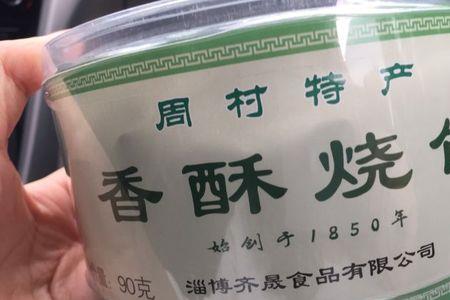 周村特产
香酥烧
始创于1850年
90克
淄博齐晟食品有限公司